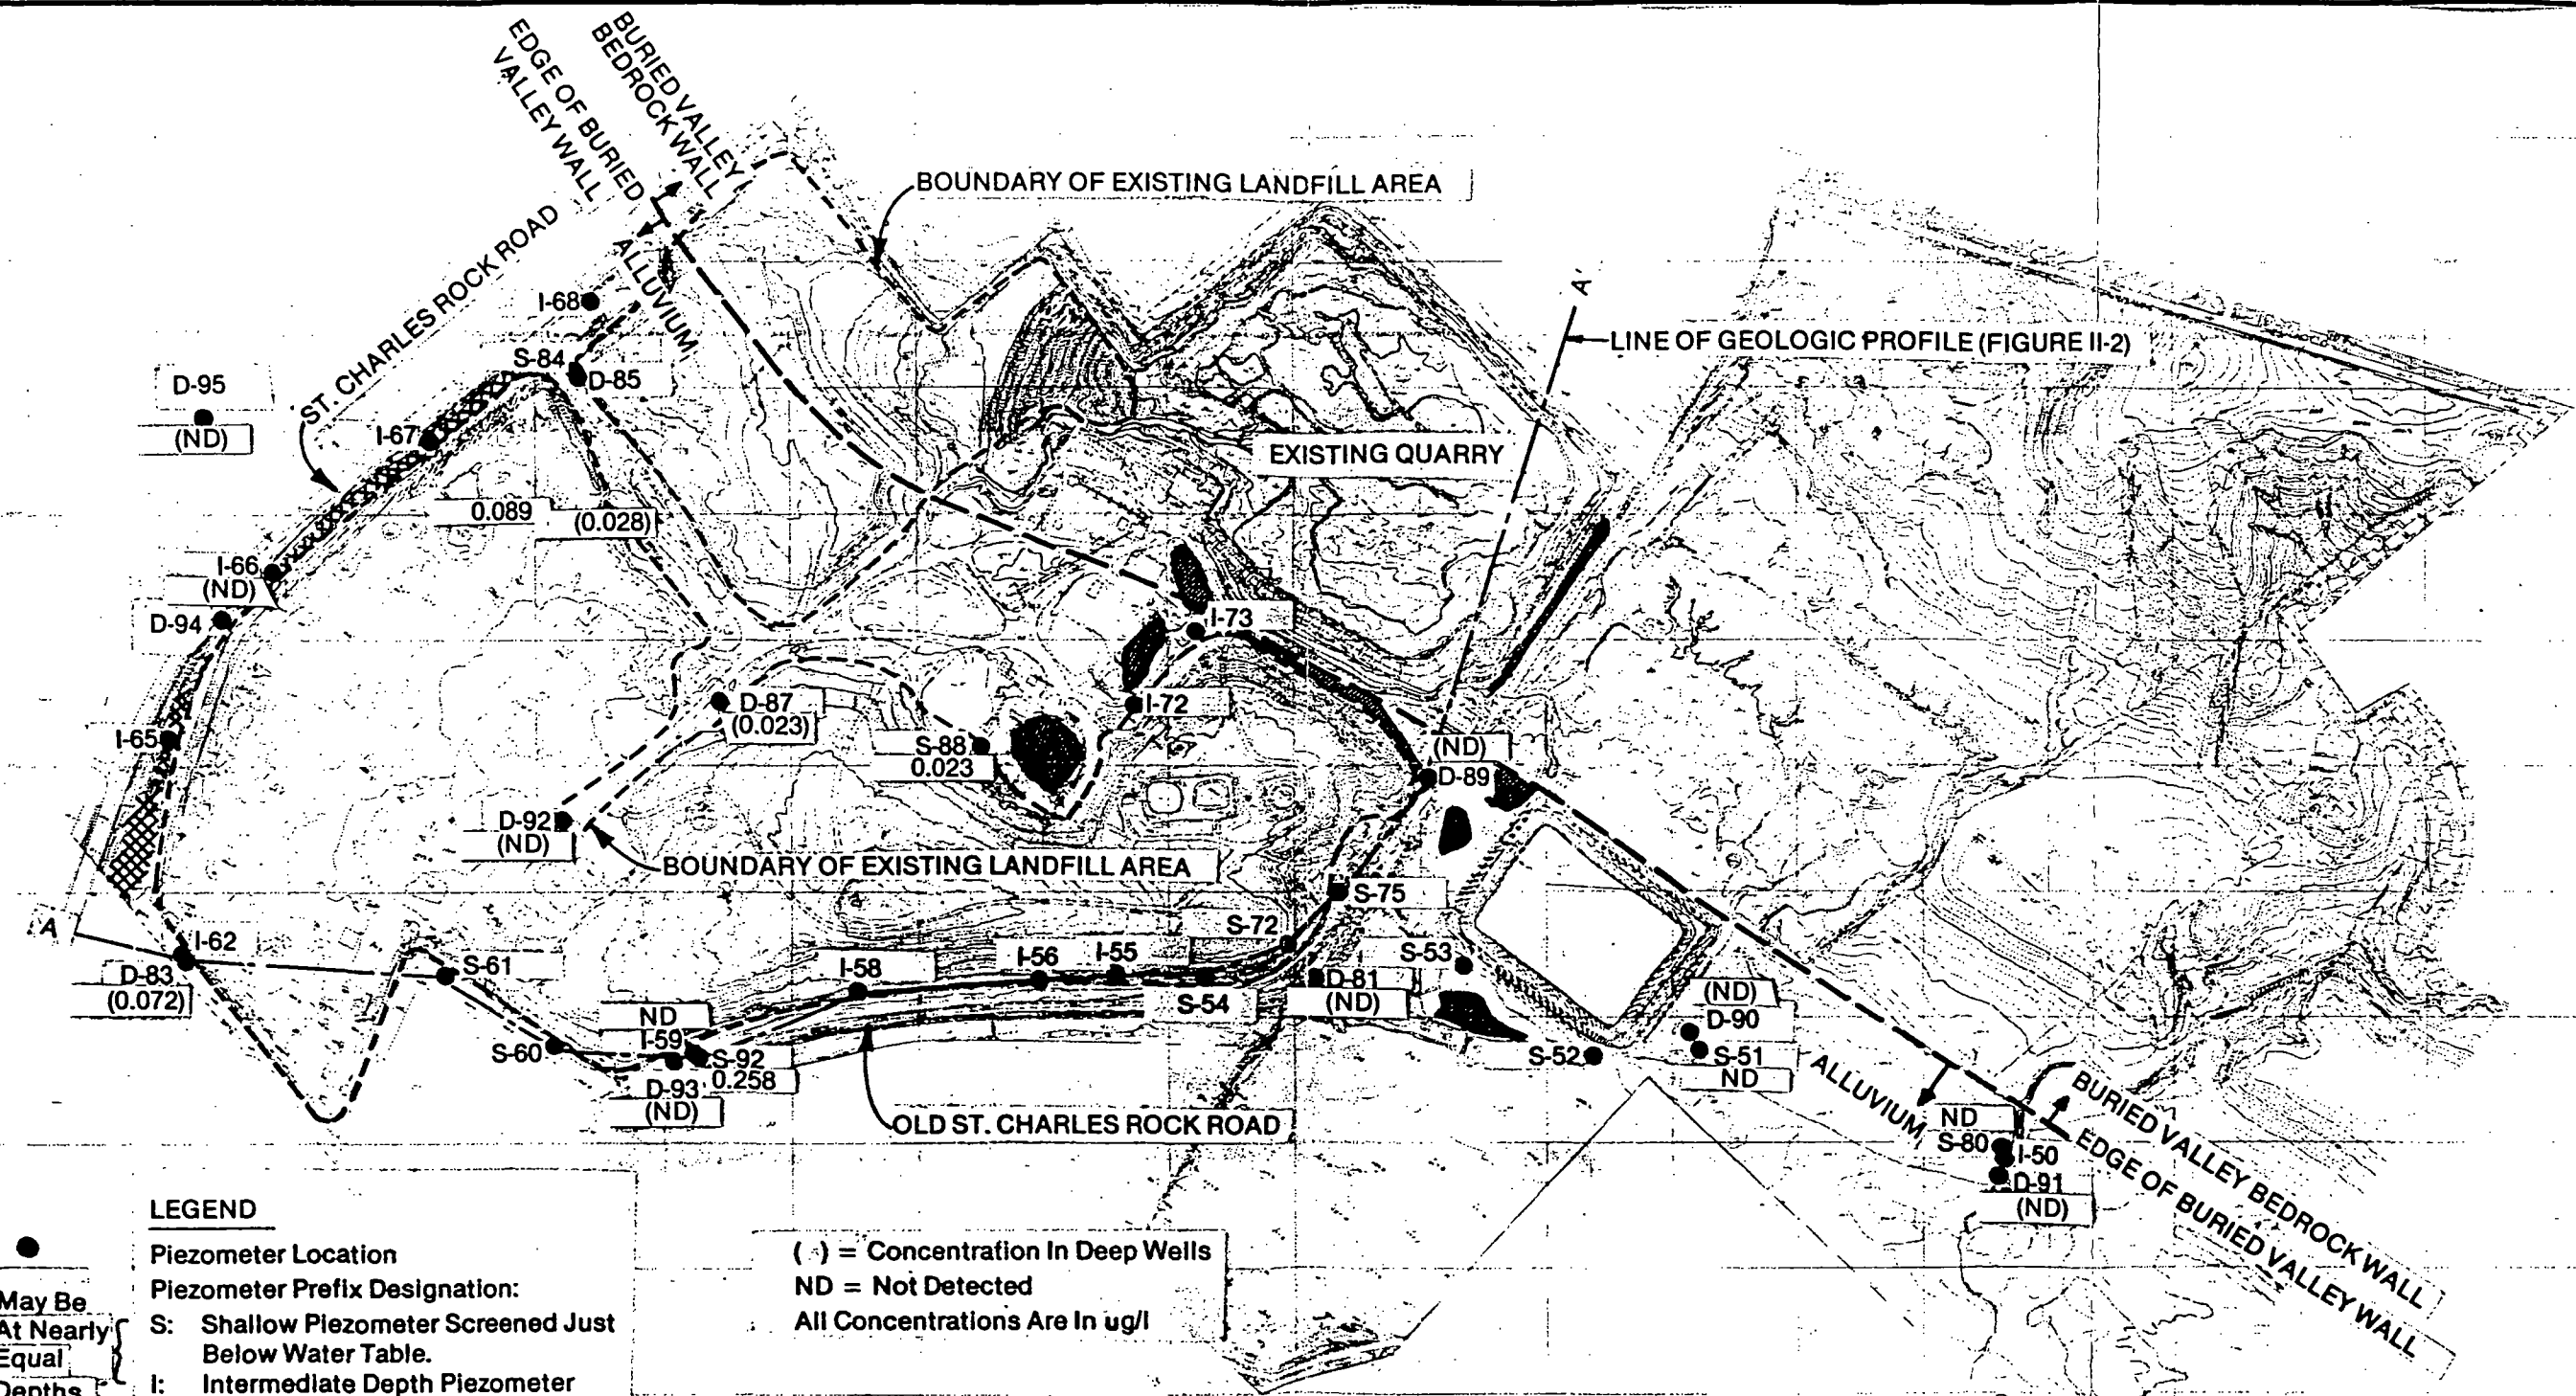 BURIED VALLEY
BEDROCK WALL
EDGE OF BURIED
VALLEY WALL
BOUNDARY OF EXISTING LANDFILL AREA
ST. CHARLES ROCK ROAD
ALLUVIUM
I-68
A'
LINE OF GEOLOGIC PROFILE (FIGURE II-2)
S-84
D-85
D-95
(ND)
I-67
EXISTING QUARRY
0.089
(0.028)
I-66
(ND)
D-94
I-73
I-72
D-87
(0.023)
I-65
S-88
0.023
(ND)
D-89
D-92
(ND)
BOUNDARY OF EXISTING LANDFILL AREA
S-75
A
I-62
S-72
S-53
D-83
(0.072)
S-61
I-58
I-56
I-55
S-54
D-81
(ND)
(ND)
D-90
S-51
ND
S-52
S-60
ND
I-59
S-92
0.258
D-93
(ND)
OLD ST. CHARLES ROCK ROAD
ALLUVIUM
BURIED VALLEY BEDROCK WALL
EDGE OF BURIED VALLEY WALL
ND
S-80
I-50
D-91
(ND)
LEGEND
Piezometer Location
Piezometer Prefix Designation:
May Be
At Nearly
Equal
Depths
S: Shallow Piezometer Screened Just
Below Water Table.
I: Intermediate Depth Piezometer
( ) = Concentration In Deep Wells
ND = Not Detected
All Concentrations Are In ug/l